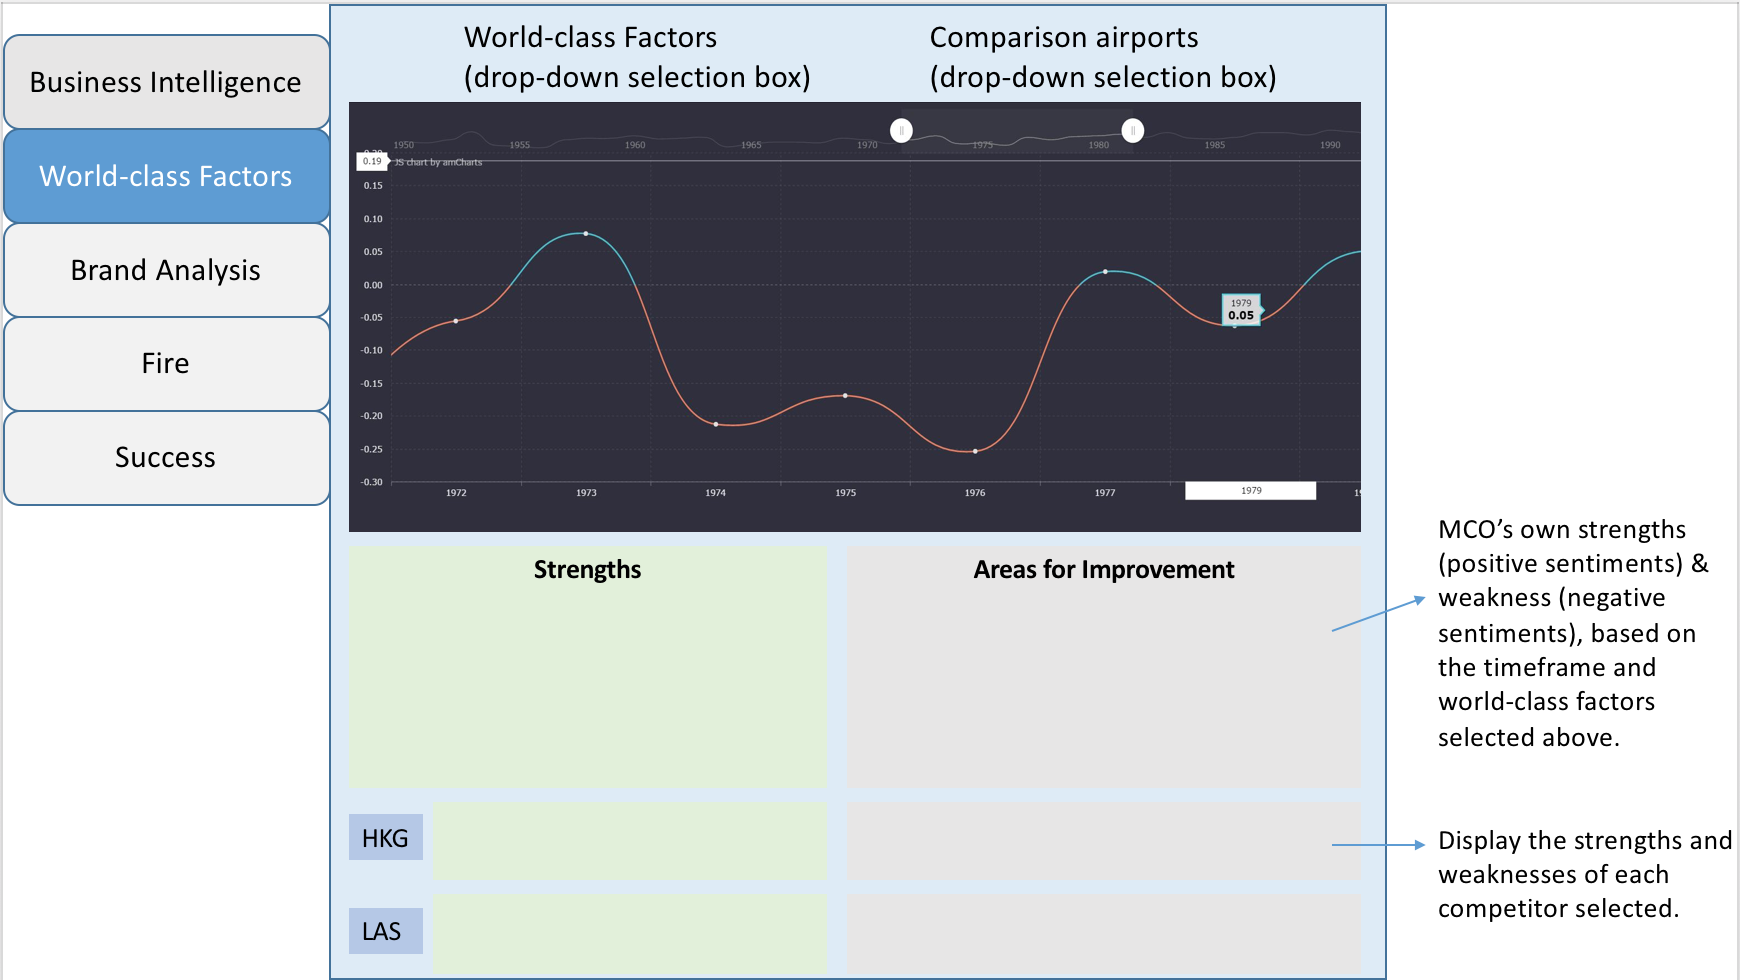 World-class Factors
(drop-down selection box)
Comparison airports
(drop-down selection box)
Business Intelligence
World-class Factors
Brand Analysis
Fire
Success
1950 1955 1960 1965 1970 1975 1980 1985 1990
0.20
0.19 JS chart by amCharts
0.15
0.10
0.05
0.00
-0.05
-0.10
-0.15
-0.20
-0.25
-0.30
1979
0.05
1972 1973 1974 1975 1976 1977 1979
Strengths
Areas for Improvement
MCO’s own strengths
(positive sentiments) &
weakness (negative
sentiments), based on
the timeframe and
world-class factors
selected above.
HKG
LAS
Display the strengths and
weaknesses of each
competitor selected.